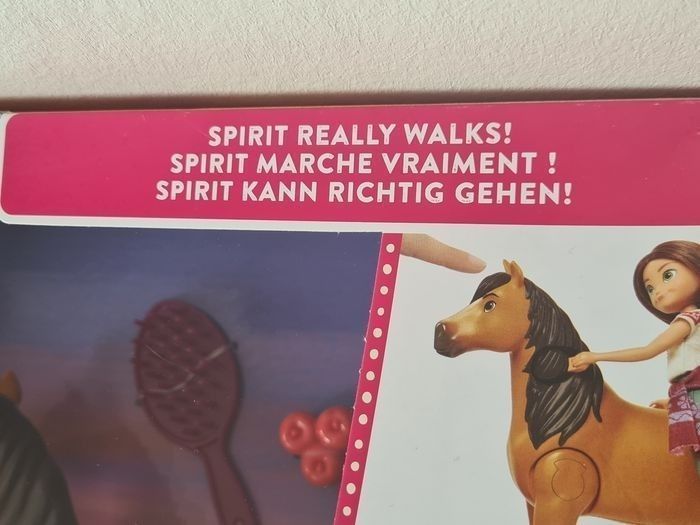 SPIRIT REALLY WALKS!
SPIRIT MARCHE VRAIMENT !
SPIRIT KANN RICHTIG GEHEN!